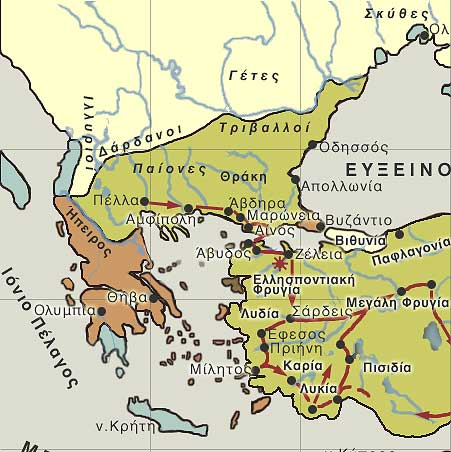 Σκύθες
Ολ
Γέτες
Ιλλυριοί
Δάρδανοι
Τριβαλλοί
Οδησσός
ΕΥΞΕΙΝΟ
Παίονες
Θράκη
Απολλωνία
Πέλλα
Άβδηρα
Αμφίπολη
Μαρώνεια
Βυζάντιο
Ήπειρος
Αίνος
Βιθυνία
Παφλαγονία
Άβυδος
Ζέλεια
Ιόνιο Πέλαγος
Ελλησποντιακή
Φρυγία
Θήβα
Μεγάλη Φρυγία
Ολυμπία
Λυδία
Σάρδεις
Έφεσος
Πριήνη
Μίλητος
Καρία
Πισιδία
Λυκία
ν.Κρήτη
ν.Κύπρος